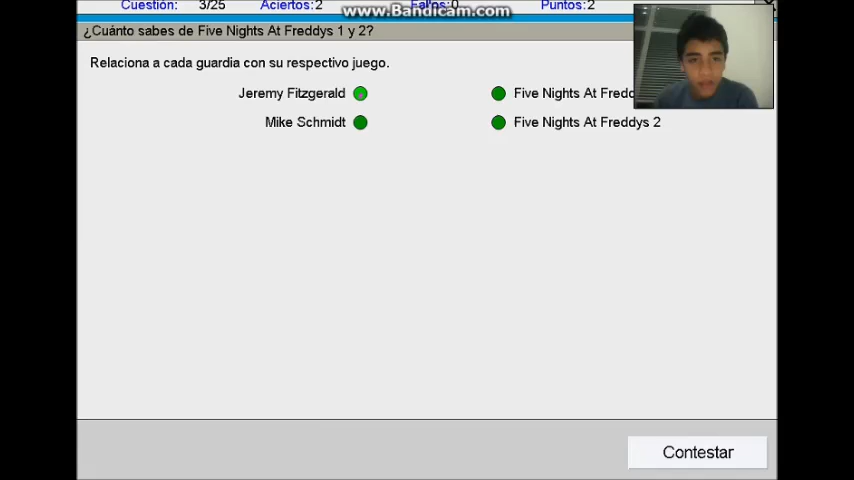 Cuestión: 3/25 Aciertos:2 Fallos:0 Puntos:2
www.Bandicam.com
¿Cuánto sabes de Five Nights At Freddys 1 y 2?
Relaciona a cada guardia con su respectivo juego.
Jeremy Fitzgerald Five Nights At
Mike Schmidt Five Nights At Freddys 2
Contestar